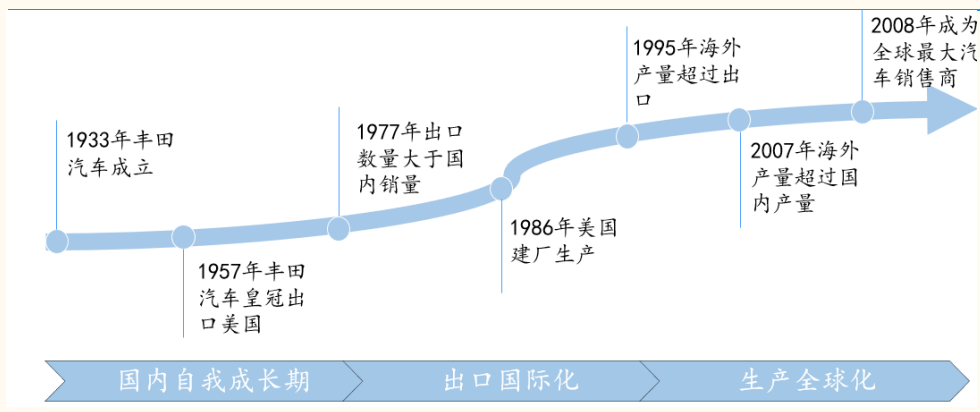 1933年丰田
汽车成立
1957年丰田
汽车皇冠出
口美国
1977年出口
数量大于国
内销量
1986年美国
建厂生产
1995年海外
产量超过出
口
2007年海外
产量超过国
内产量
2008年成为
全球最大汽
车销售商
国内自我成长期
出口国际化
生产全球化